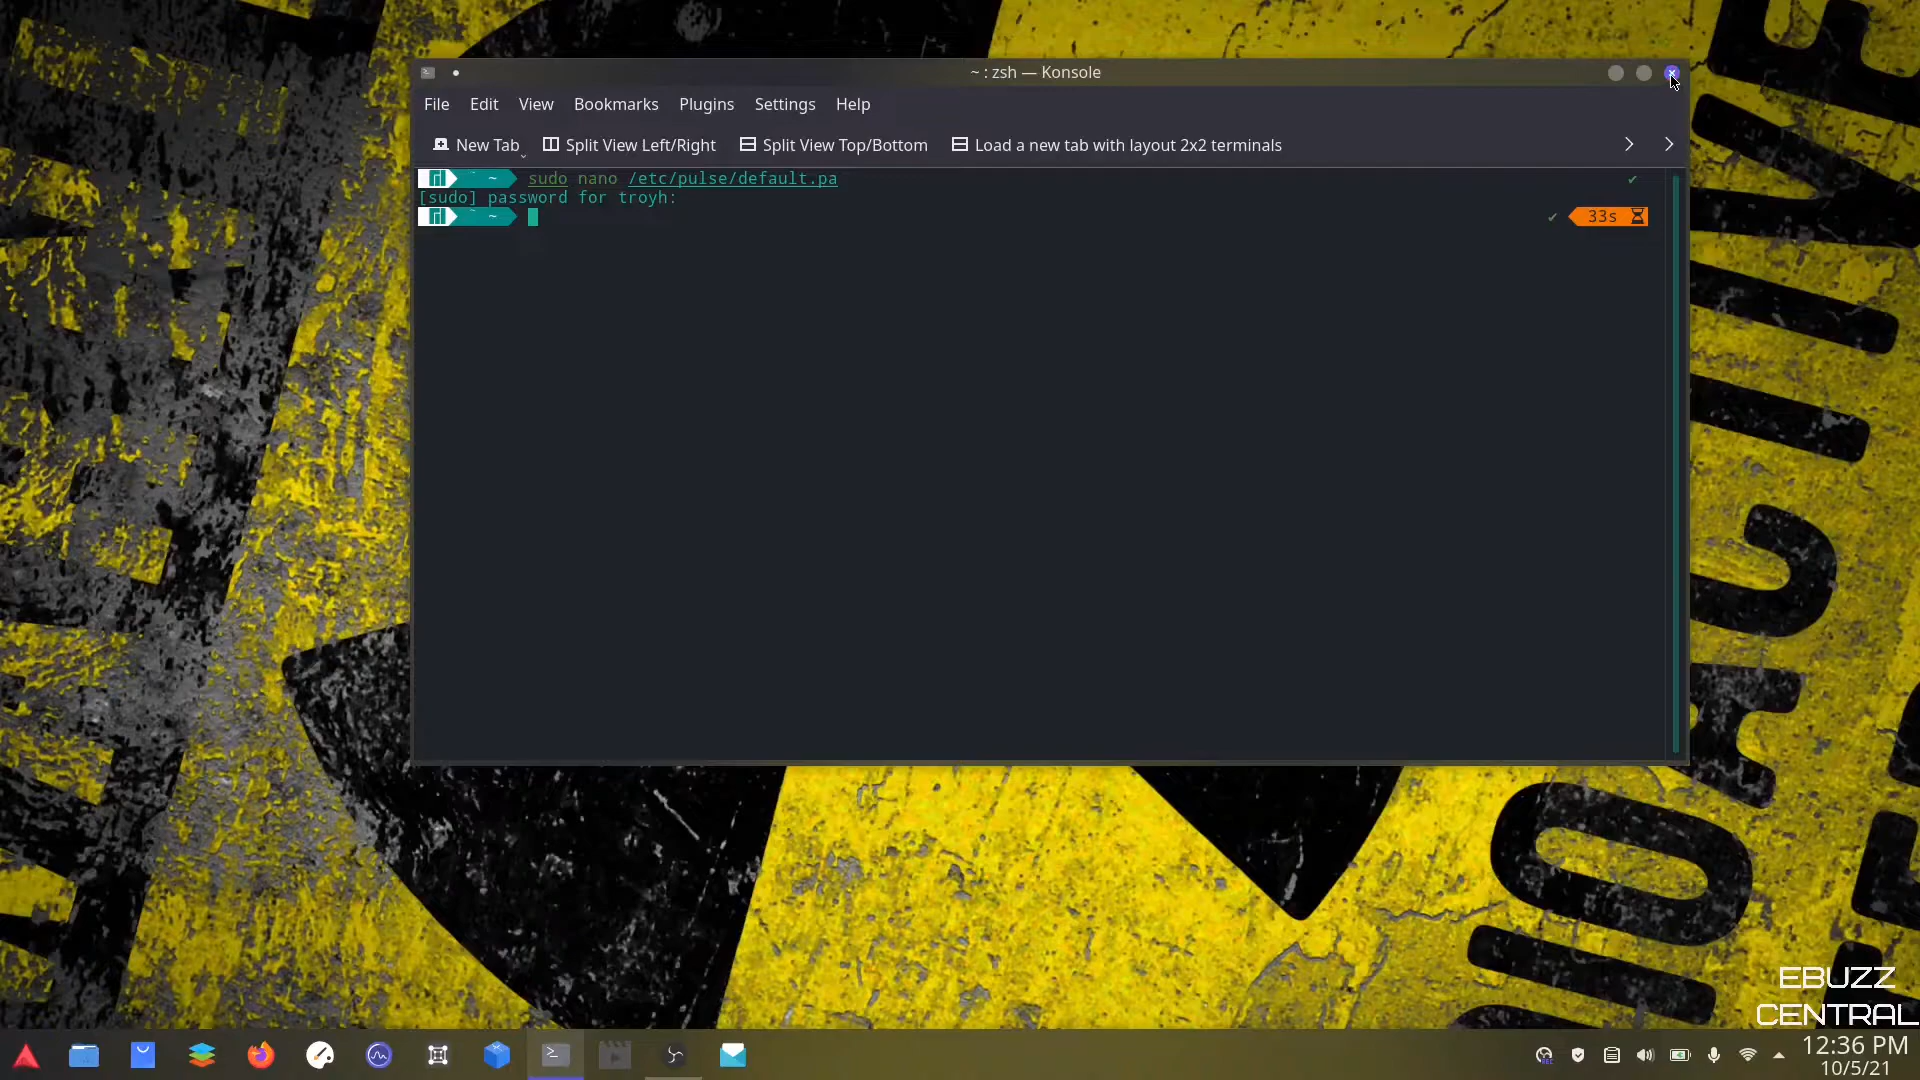 ~ : zsh — Konsole
File Edit View Bookmarks Plugins Settings Help
New Tab Split View Left/Right Split View Top/Bottom Load a new tab with layout 2x2 terminals
~ sudo nano /etc/pulse/default.pa ✔
[sudo] password for troyh:
~ ✔ 33s
EBUZZ
CENTRAL
12:36 PM
10/5/21